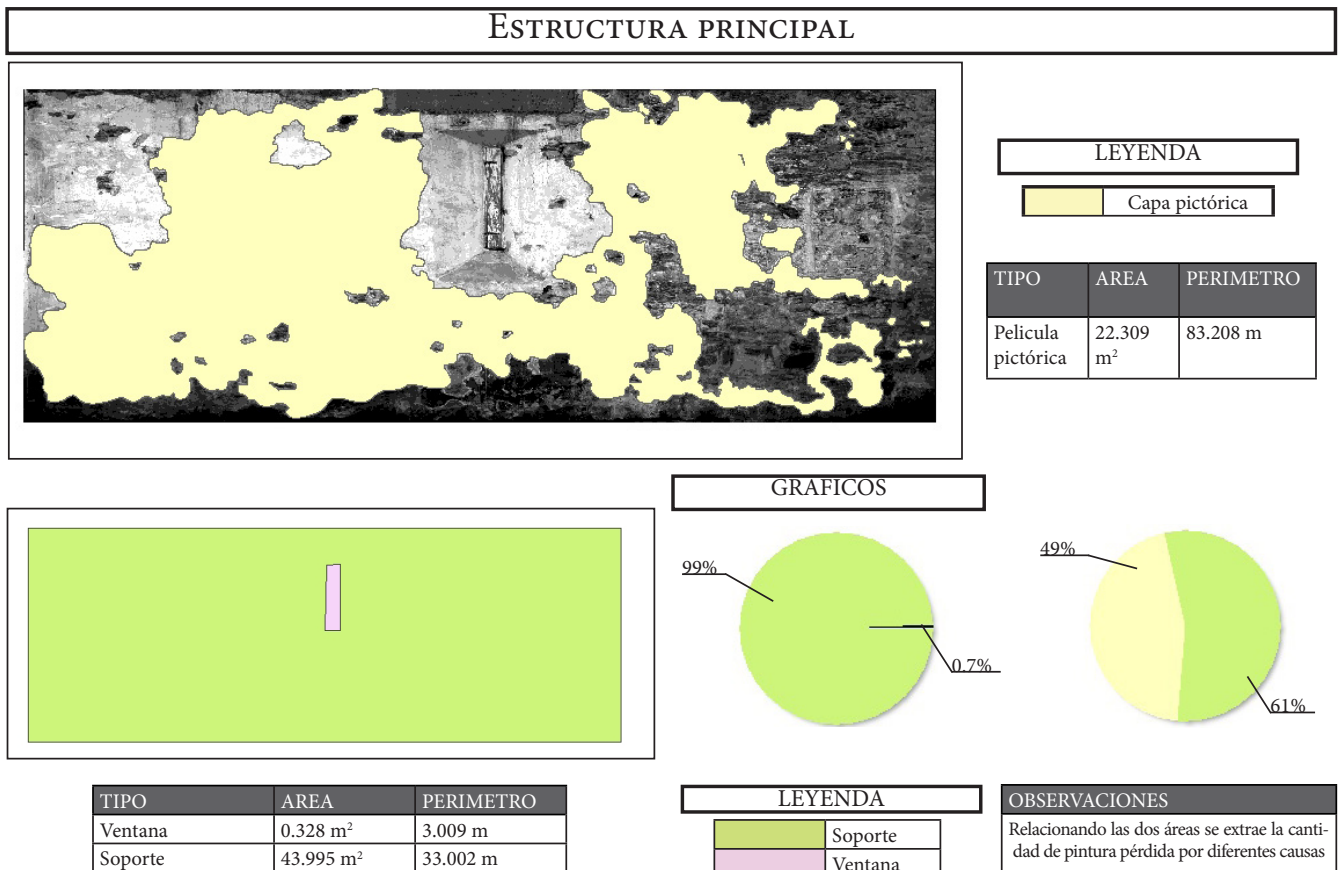 ESTRUCTURA PRINCIPAL
LEYENDA
Capa pictórica
TIPO AREA PERIMETRO
Pelicula pictórica 22.309 m² 83.208 m
GRAFICOS
99%
0.7%
49%
61%
TIPO AREA PERIMETRO
Ventana 0.328 m² 3.009 m
Soporte 43.995 m² 33.002 m
LEYENDA
Soporte
Ventana
OBSERVACIONES
Relacionando las dos áreas se extrae la canti-
dad de pintura pérdida por diferentes causas